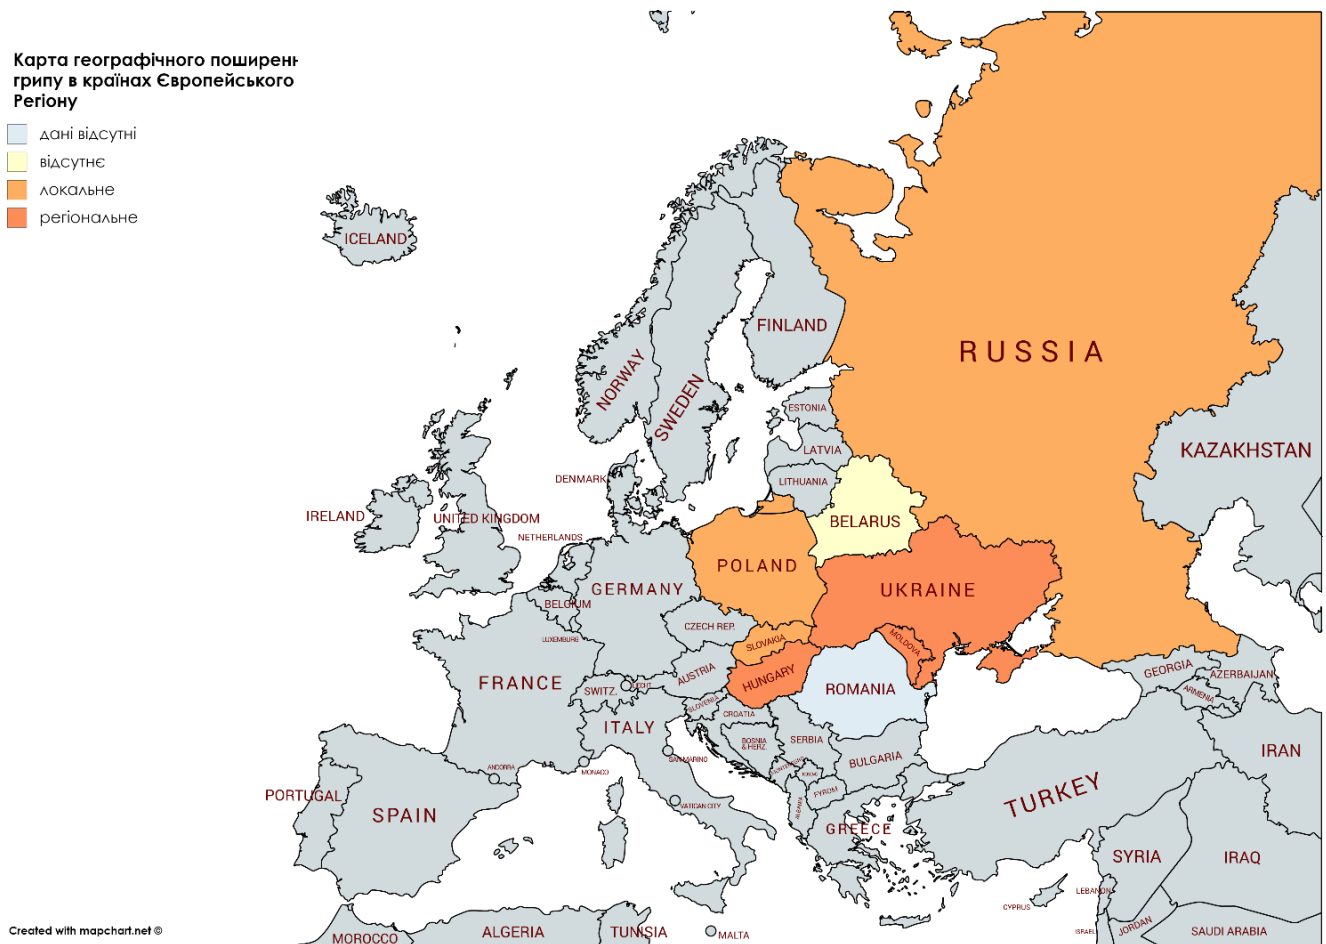 Карта географічного поширенн
грипу в країнах Європейського
Регіону
дані відсутні
відсутнє
локальне
регіональне
ICELAND
FINLAND
RUSSIA
NORWAY
SWEDEN
ESTONIA
LATVIA
LITHUANIA
KAZAKHSTAN
DENMARK
IRELAND
UNITED KINGDOM
NETHERLANDS
BELARUS
POLAND
GERMANY
UKRAINE
BELGIUM
LUXEMBURG
CZECH REP.
SLOVAKIA
MOLDOVA
FRANCE
SWITZ.
AUSTRIA
HUNGARY
ROMANIA
GEORGIA
AZERBAIJAN
ARMENIA
SLOVENIA
CROATIA
ITALY
BOSNIA
& HERZ.
SERBIA
SAN MARINO
MONTENEGRO
KOSOVO
BULGARIA
IRAN
ANDORRA
MONACO
PORTUGAL
SPAIN
VATICAN CITY
ALBANIA
FYROM
GREECE
TURKEY
SYRIA
IRAQ
LEBANON
CYPRUS
ISRAEL
JORDAN
SAUDI ARABIA
MOROCCO
ALGERIA
TUNISIA
MALTA
Created with mapchart.net ©